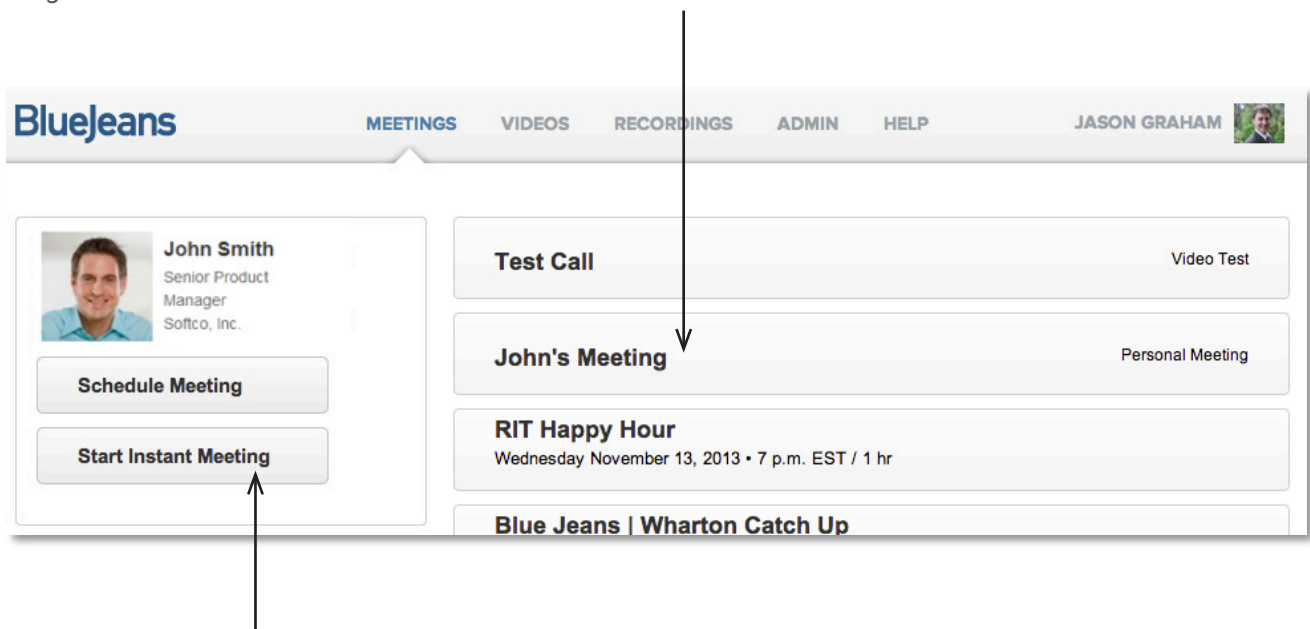 BlueJeans
MEETINGS VIDEOS RECORDINGS ADMIN HELP
JASON GRAHAM
John Smith
Senior Product
Manager
Softco, Inc.
Schedule Meeting
Start Instant Meeting
Test Call
Video Test
John's Meeting
Personal Meeting
RIT Happy Hour
Wednesday November 13, 2013 • 7 p.m. EST / 1 hr
Blue Jeans | Wharton Catch Up